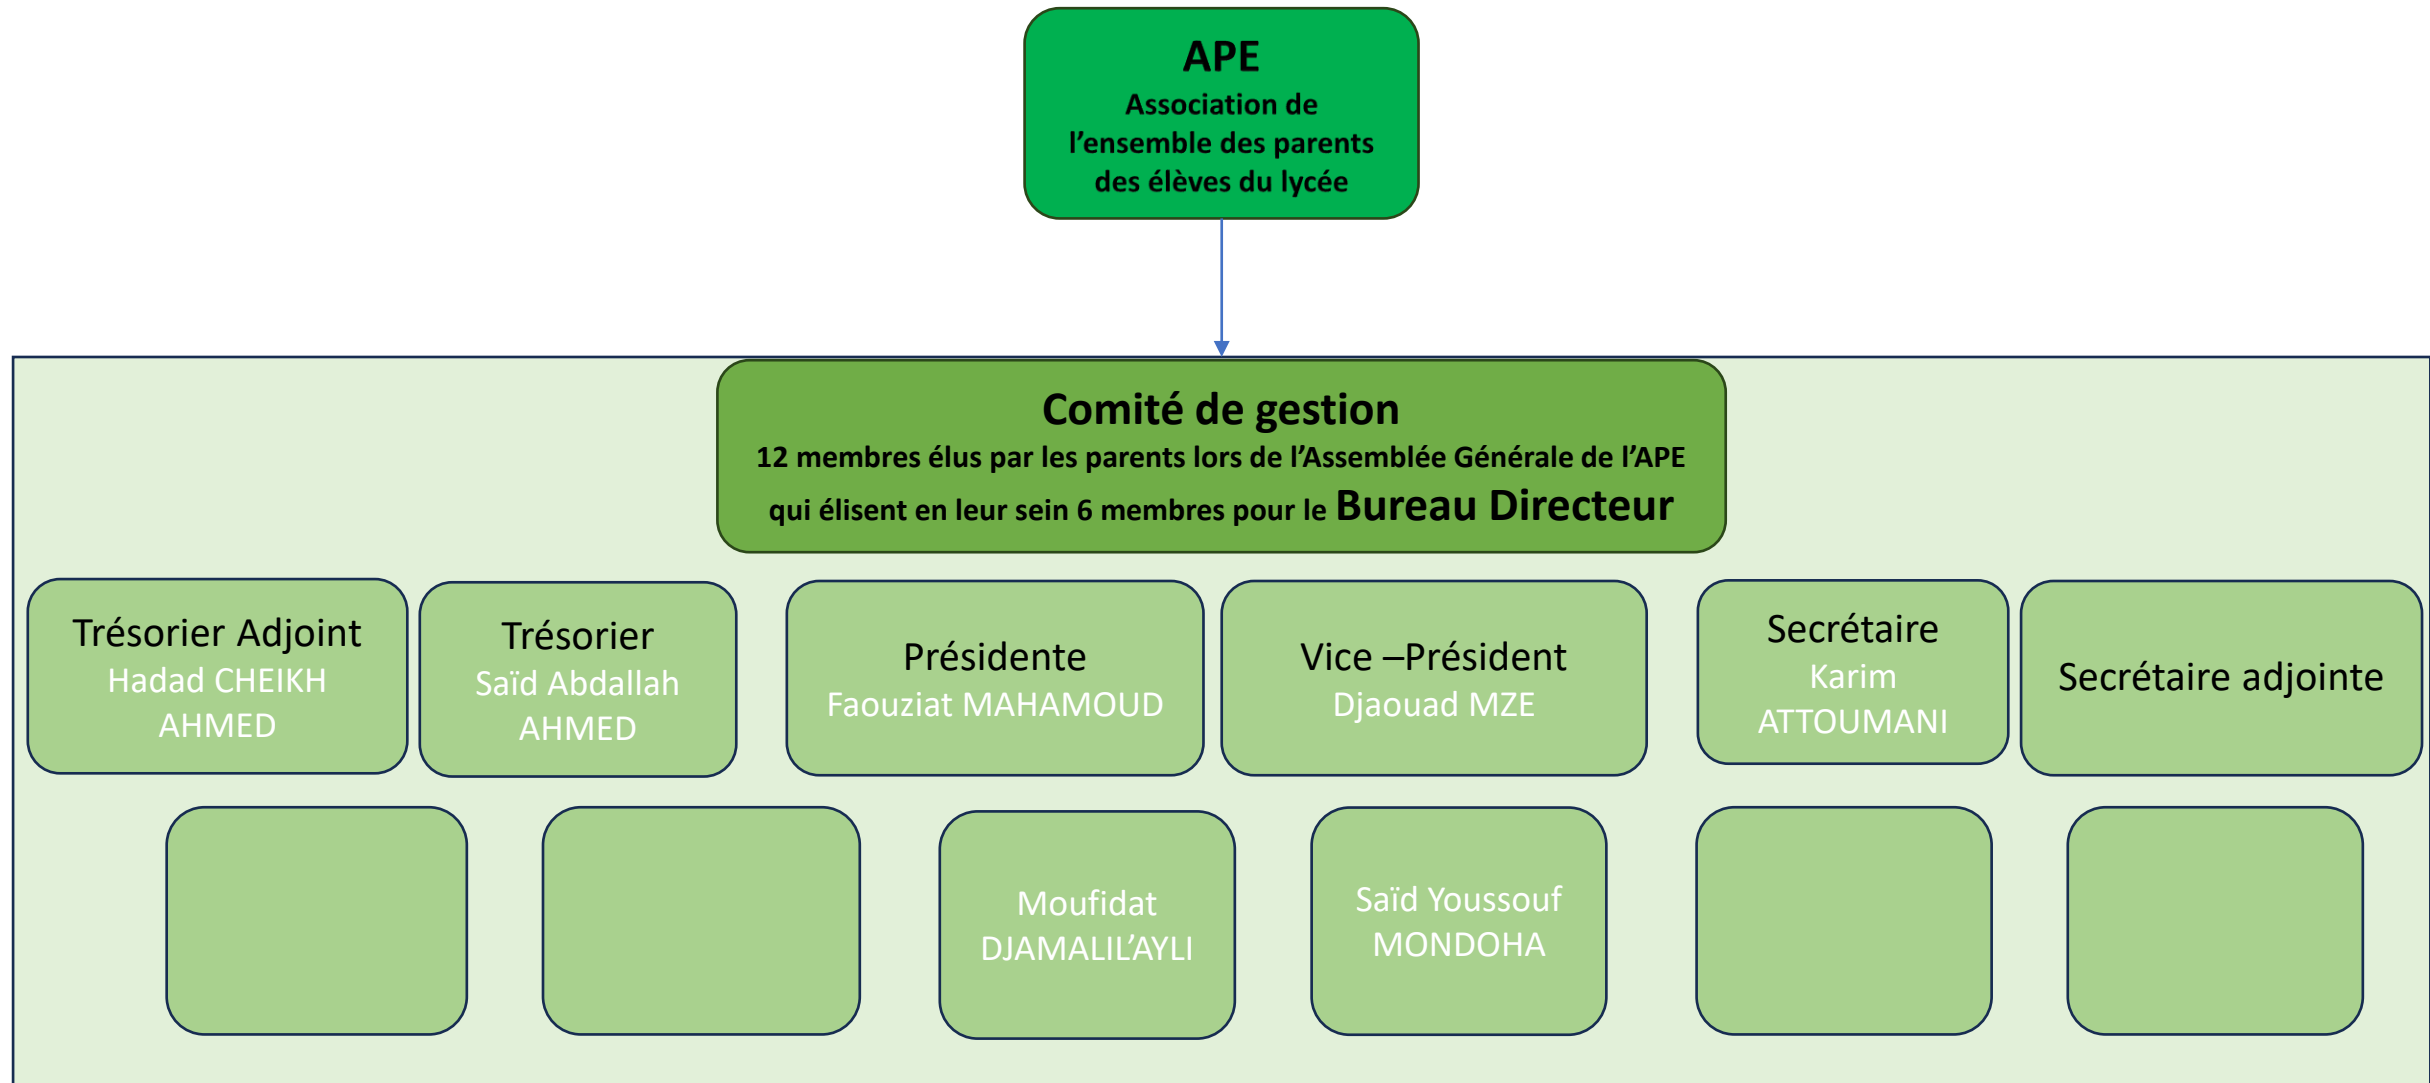 APE
Association de
l’ensemble des parents
des élèves du lycée
Comité de gestion
12 membres élus par les parents lors de l’Assemblée Générale de l’APE
qui élisent en leur sein 6 membres pour le Bureau Directeur
Trésorier Adjoint
Hadad CHEIKH
AHMED
Trésorier
Saïd Abdallah
AHMED
Présidente
Faouziat MAHAMOUD
Vice –Président
Djaouad MZE
Secrétaire
Karim
ATTOUMANI
Secrétaire adjointe
Moufidat
DJAMALIL’AYLI
Saïd Youssouf
MONDOHA